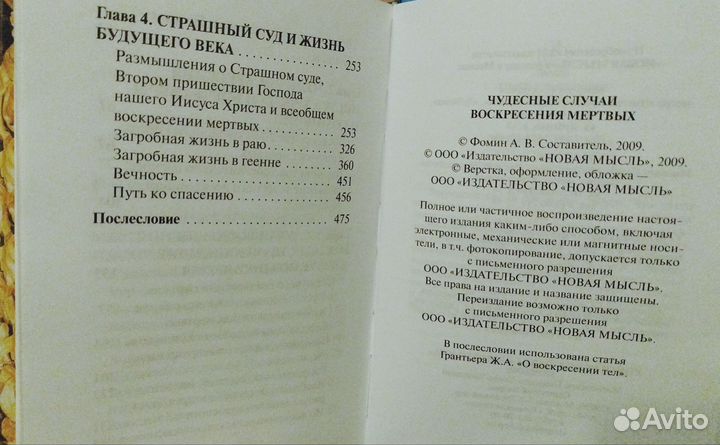 Глава 4. СТРАШНЫЙ СУД И ЖИЗНЬ
БУДУЩЕГО ВЕКА ................... 253
Размышления о Страшном суде,
Втором пришествии Господа
нашего Иисуса Христа и всеобщем
воскресении мертвых ............ 253
Загробная жизнь в раю ............ 326
Загробная жизнь в геенне ......... 360
Вечность ......................... 451
Путь ко спасению ................. 456
Послесловие ...................... 475
ЧУДЕСНЫЕ СЛУЧАИ
ВОСКРЕСЕНИЯ МЕРТВЫХ
© Фомин А. В. Составитель, 2009.
© ООО «Издательство «НОВАЯ МЫСЛЬ», 2009.
© Верстка, оформление, обложка —
ООО «ИЗДАТЕЛЬСТВО «НОВАЯ МЫСЛЬ»
Полное или частичное воспроизведение настоя-
щего издания каким-либо способом, включая
электронные, механические или магнитные носи-
тели, в т.ч. фотокопирование, допускается только
с письменного разрешения
ООО «ИЗДАТЕЛЬСТВО «НОВАЯ МЫСЛЬ».
Все права на издание и название защищены.
Переиздание возможно только
с письменного разрешения
ООО «ИЗДАТЕЛЬСТВО «НОВАЯ МЫСЛЬ».
В послесловии использована статья
Грантьера Ж.А. «О воскресении тел».
Avito